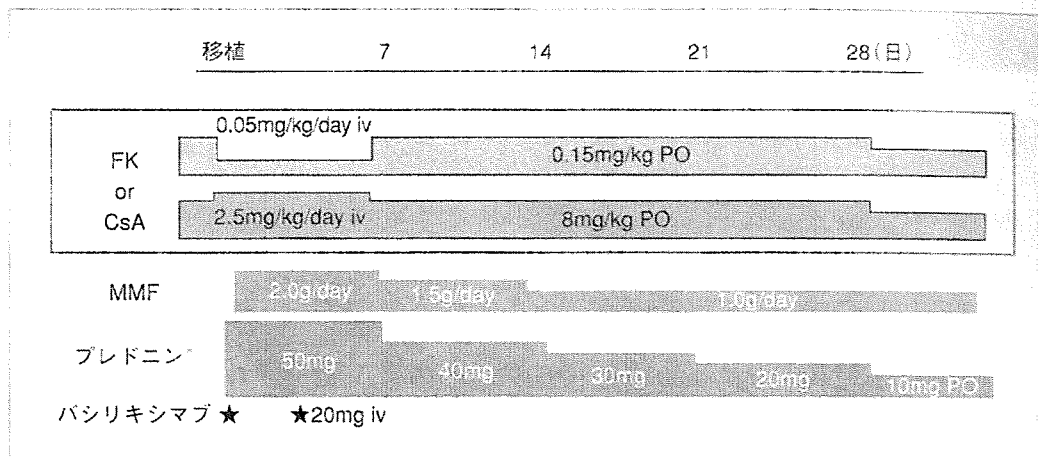 移植 7 14 21 28(日)
0.05mg/kg/day iv
FK 0.15mg/kg PO
or
CsA 2.5mg/kg/day iv 8mg/kg PO
MMF 2.0g/day 1.5g/day 1.0g/day
プレドニン 50mg 40mg 30mg 20mg 10mg PO
バシリキシマブ ★ ★20mg iv